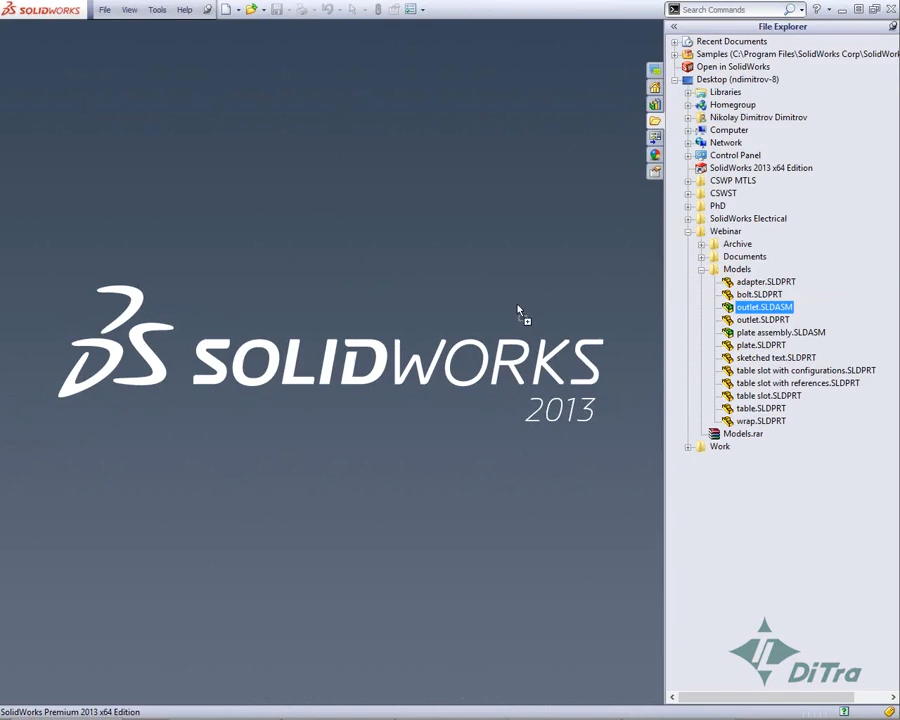 SOLIDWORKS
File View Tools Help
Search Commands
File Explorer
Recent Documents
Samples (C:\Program Files\SolidWorks Corp\SolidWor
Open in SolidWorks
Desktop (ndimitrov-8)
Libraries
Homegroup
Nikolay Dimitrov Dimitrov
Computer
Network
Control Panel
SolidWorks 2013 x64 Edition
CSWP MTLS
CSWST
PhD
SolidWorks Electrical
Webinar
Archive
Documents
Models
adapter.SLDPRT
bolt.SLDPRT
outlet.SLDASM
outlet.SLDPRT
plate assembly.SLDASM
plate.SLDPRT
sketched text.SLDPRT
table slot with configurations.SLDPRT
table slot with references.SLDPRT
table slot.SLDPRT
table.SLDPRT
wrap.SLDPRT
Models.rar
Work
SOLIDWORKS
2013
DiTra
SolidWorks Premium 2013 x64 Edition